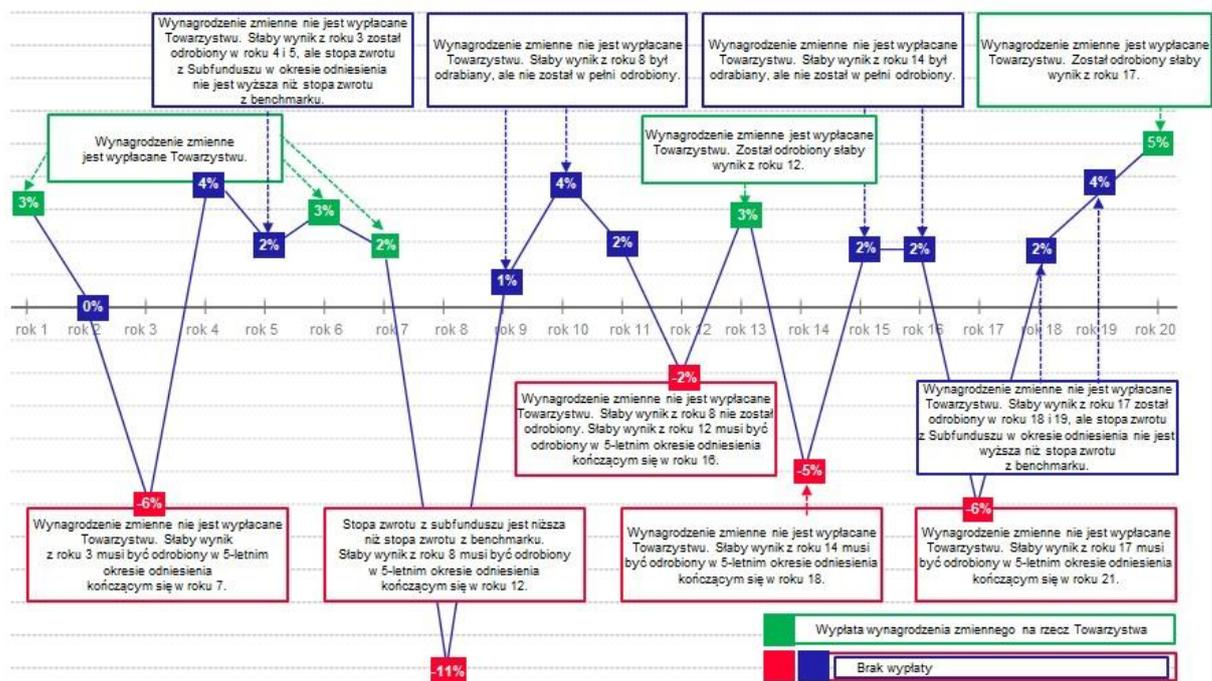 Wynagrodzenie zmienne nie jest wypłacane
Towarzystwu. Słaby wynik z roku 3 został
odrobiony w roku 4 i 5, ale stopa zwrotu
z Subfunduszu w okresie odniesienia
nie jest wyższa niż stopa zwrotu
z benchmarku.
Wynagrodzenie zmienne nie jest wypłacane
Towarzystwu. Słaby wynik z roku 8 był
odrabiany, ale nie został w pełni odrobiony.
Wynagrodzenie zmienne nie jest wypłacane
Towarzystwu. Słaby wynik z roku 14 był
odrabiany, ale nie został w pełni odrobiony.
Wynagrodzenie zmienne jest wypłacane
Towarzystwu. Został odrobiony słaby
wynik z roku 17.
Wynagrodzenie zmienne
jest wypłacane Towarzystwu.
Wynagrodzenie zmienne jest wypłacane
Towarzystwu. Został odrobiony słaby
wynik z roku 12.
3%
0%
-6%
4%
2%
3%
2%
-11%
1%
4%
2%
-2%
3%
-5%
2%
2%
-6%
2%
4%
5%
rok 1
rok 2
rok 3
rok 4
rok 5
rok 6
rok 7
rok 8
rok 9
rok 10
rok 11
rok 12
rok 13
rok 14
rok 15
rok 16
rok 17
rok 18
rok 19
rok 20
Wynagrodzenie zmienne nie jest wypłacane
Towarzystwu. Słaby wynik z roku 8 nie został
odrobiony. Słaby wynik z roku 12 musi być
odrobiony w 5-letnim okresie odniesienia
kończącym się w roku 16.
Wynagrodzenie zmienne nie jest wypłacane
Towarzystwu. Słaby wynik z roku 17 został
odrobiony w roku 18 i 19, ale stopa zwrotu
z Subfunduszu w okresie odniesienia nie jest
wyższa niż stopa zwrotu
z benchmarku.
Wynagrodzenie zmienne nie jest wypłacane
Towarzystwu. Słaby wynik
z roku 3 musi być odrobiony w 5-letnim
okresie odniesienia
kończącym się w roku 7.
Stopa zwrotu z subfunduszu jest niższa
niż stopa zwrotu z benchmarku.
Słaby wynik z roku 8 musi być odrobiony
w 5-letnim okresie odniesienia
kończącym się w roku 12.
Wynagrodzenie zmienne nie jest wypłacane
Towarzystwu. Słaby wynik z roku 14 musi
być odrobiony w 5-letnim okresie odniesienia
kończącym się w roku 18.
Wynagrodzenie zmienne nie jest wypłacane
Towarzystwu. Słaby wynik z roku 17 musi
być odrobiony w 5-letnim okresie odniesienia
kończącym się w roku 21.
Wypłata wynagrodzenia zmiennego na rzecz Towarzystwa
Brak wypłaty